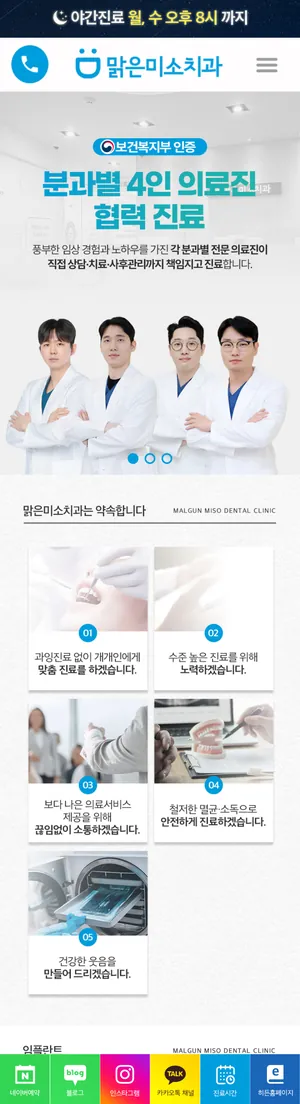 야간진료 월, 수 오후 8시 까지
맑은미소치과
보건복지부 인증
분과별 4인 의료진
협력 진료
풍부한 임상 경험과 노하우를 가진 각 분과별 전문 의료진이
직접 상담·치료·사후관리까지 책임지고 진료합니다.
맑은미소치과는 약속합니다
MALGUN MISO DENTAL CLINIC
01
과잉진료 없이 개개인에게
맞춤 진료를 하겠습니다.
02
수준 높은 진료를 위해
노력하겠습니다.
03
보다 나은 의료서비스
제공을 위해
끊임없이 소통하겠습니다.
04
철저한 멸균·소독으로
안전하게 진료하겠습니다.
05
건강한 웃음을
만들어 드리겠습니다.
임플란트
MALGUN MISO DENTAL CLINIC
N
네이버예약
blog
블로그
인스타그램
TALK
카카오톡 채널
진료시간
e
히든홈페이지